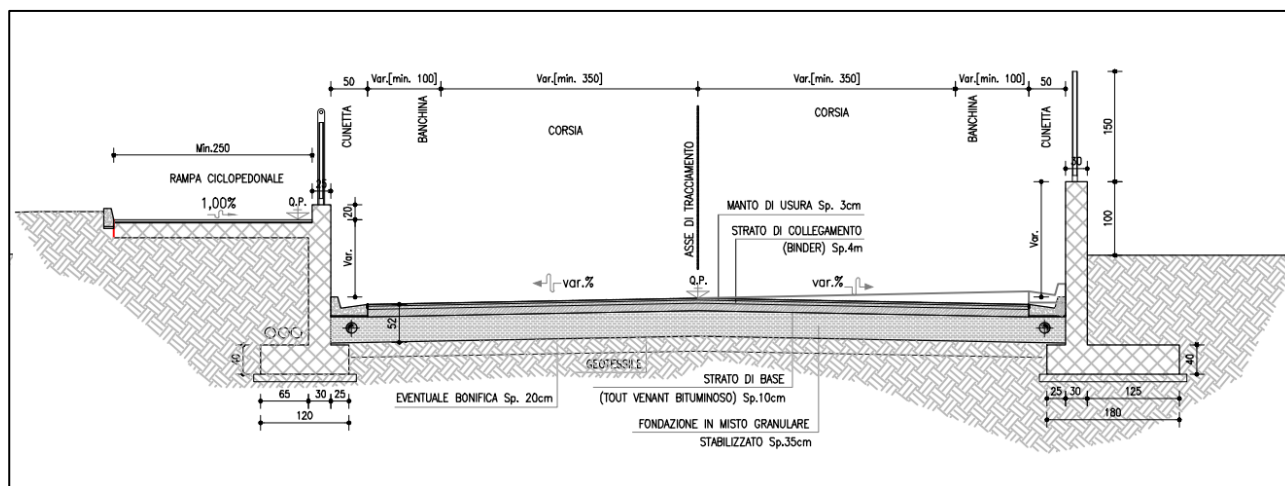 50
Var.[min. 100]
Var.[min. 350]
Var.[min. 350]
Var.[min. 100]
50
CUNETTA
BANCHINA
CORSIA
ASSE DI TRACCIAMENTO
CORSIA
BANCHINA
CUNETTA
150
Min.250
RAMPA CICLOPEDONALE
25
30
1,00%
Q.P.
20
100
MANTO DI USURA Sp. 3cm
STRATO DI COLLEGAMENTO
(BINDER) Sp.4m
Var.
Var.
var.%
Q.P.
var.%
52
40
GEOTESSILE
40
STRATO DI BASE
(TOUT VENANT BITUMINOSO) Sp.10cm
EVENTUALE BONIFICA Sp. 20cm
FONDAZIONE IN MISTO GRANULARE
STABILIZZATO Sp.35cm
65
30
25
120
25
30
125
180